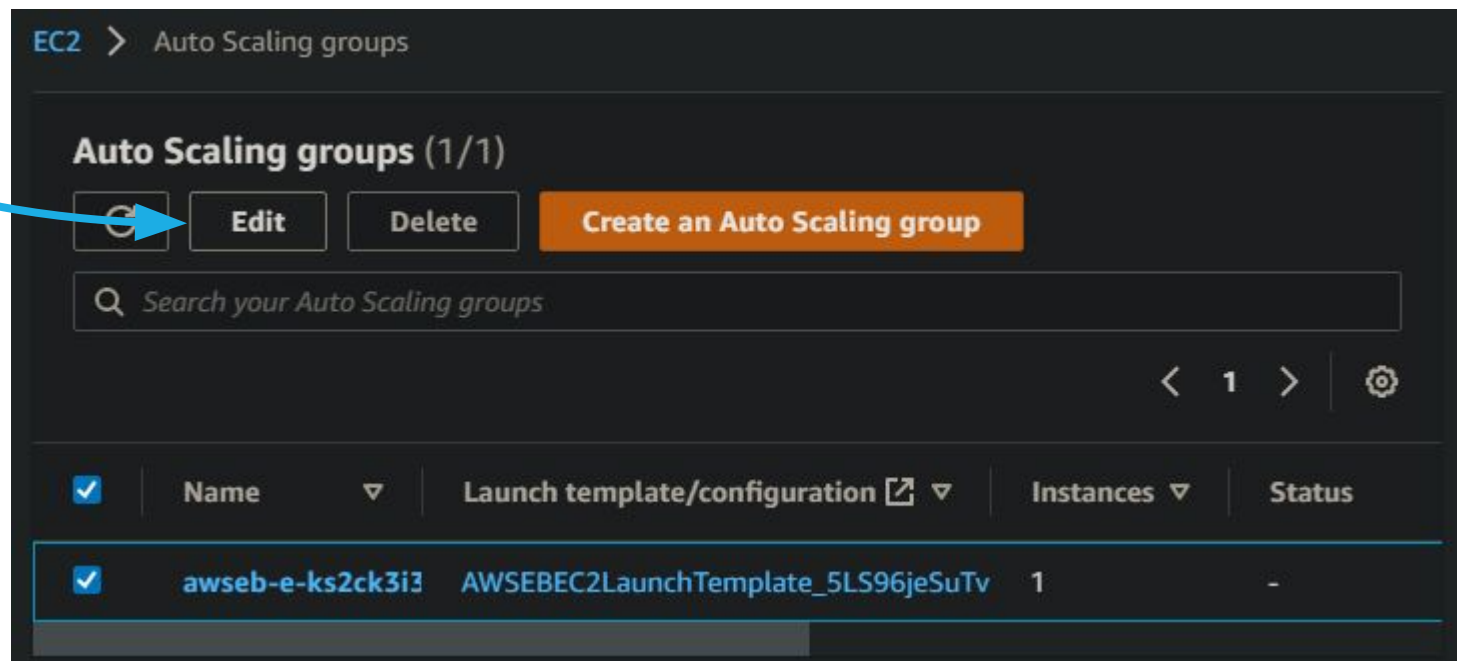 EC2 > Auto Scaling groups
Auto Scaling groups (1/1)
Edit Delete Create an Auto Scaling group
Search your Auto Scaling groups
< 1 >
Name Launch template/configuration Instances Status
awseb-e-ks2ck3i3 AWSEBEC2LaunchTemplate_5LS96jeSuTv 1 -